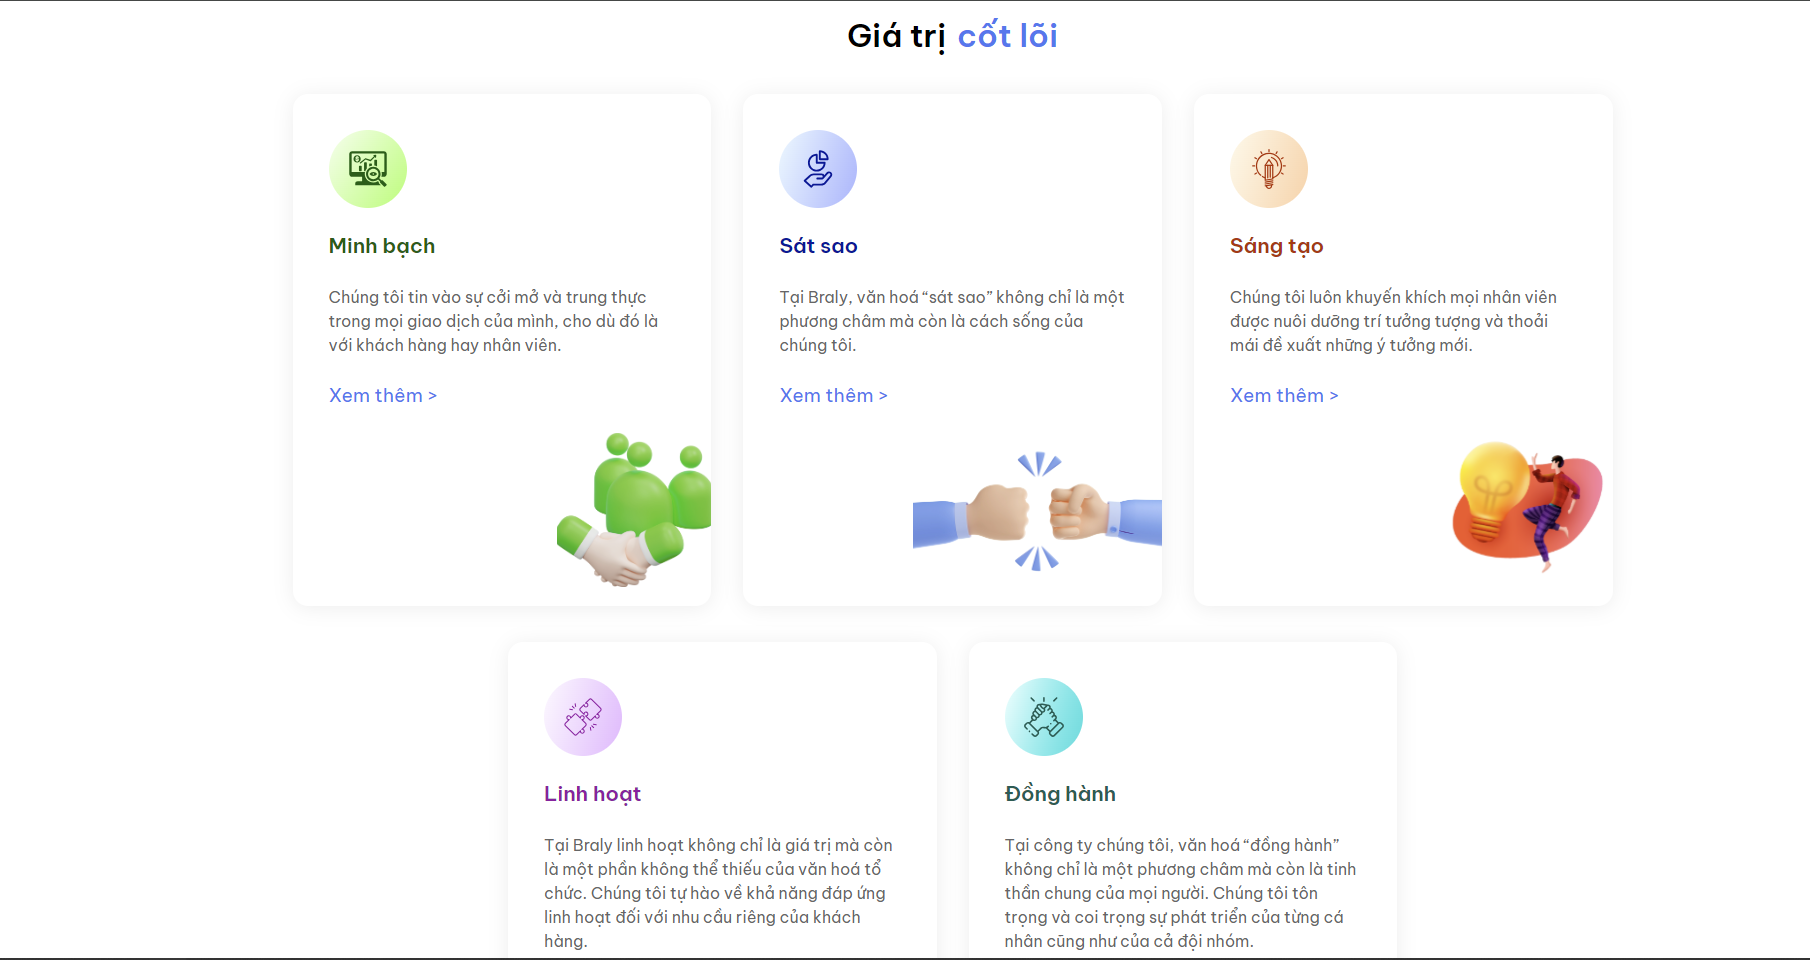 Giá trị cốt lõi
Minh bạch
Chúng tôi tin vào sự cởi mở và trung thực
trong mọi giao dịch của mình, cho dù đó là
với khách hàng hay nhân viên.
Xem thêm >
Sát sao
Tại Braly, văn hoá “sát sao” không chỉ là một
phương châm mà còn là cách sống của
chúng tôi.
Xem thêm >
Sáng tạo
Chúng tôi luôn khuyến khích mọi nhân viên
được nuôi dưỡng trí tưởng tượng và thoải
mái đề xuất những ý tưởng mới.
Xem thêm >
Linh hoạt
Tại Braly linh hoạt không chỉ là giá trị mà còn
là một phần không thể thiếu của văn hoá tổ
chức. Chúng tôi tự hào về khả năng đáp ứng
linh hoạt đối với nhu cầu riêng của khách
hàng.
Đồng hành
Tại công ty chúng tôi, văn hoá “đồng hành”
không chỉ là một phương châm mà còn là tinh
thần chung của mọi người. Chúng tôi tôn
trọng và coi trọng sự phát triển của từng cá
nhân cũng như của cả đội nhóm.